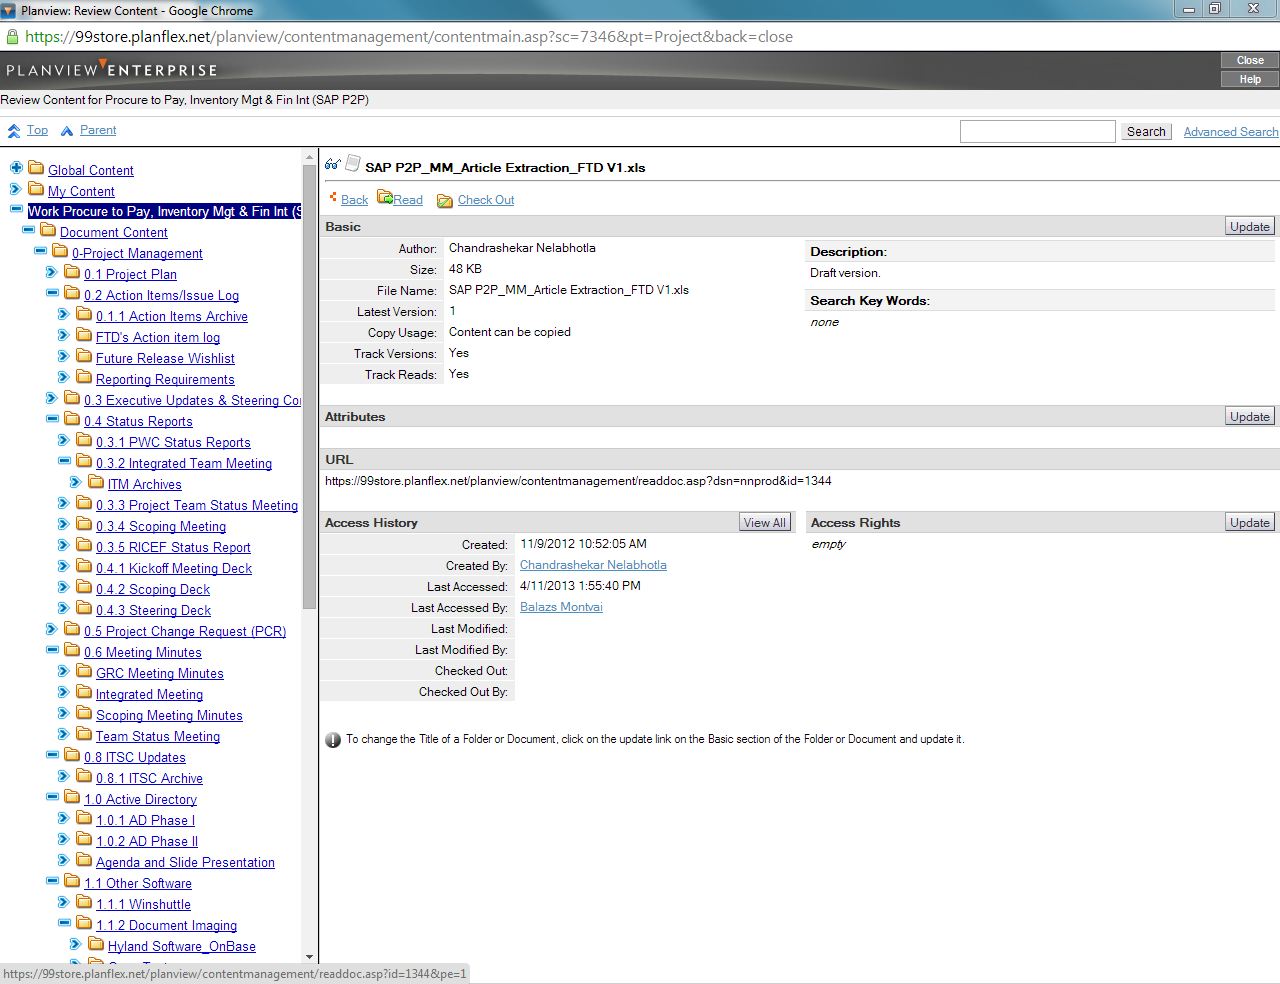 Planview: Review Content - Google Chrome
https://99store.planflex.net/planview/contentmanagement/contentmain.asp?sc=7346&pt=Project&back=close
PLANVIEW ENTERPRISE
Close
Help
Review Content for Procure to Pay, Inventory Mgt & Fin Int (SAP P2P)
Top Parent
Search Advanced Search
Global Content
My Content
Work Procure to Pay, Inventory Mgt & Fin Int (S
Document Content
0-Project Management
0.1 Project Plan
0.2 Action Items/Issue Log
0.1.1 Action Items Archive
FTD's Action item log
Future Release Wishlist
Reporting Requirements
0.3 Executive Updates & Steering Co
0.4 Status Reports
0.3.1 PWC Status Reports
0.3.2 Integrated Team Meeting
ITM Archives
0.3.3 Project Team Status Meeting
0.3.4 Scoping Meeting
0.3.5 RICEF Status Report
0.4.1 Kickoff Meeting Deck
0.4.2 Scoping Deck
0.4.3 Steering Deck
0.5 Project Change Request (PCR)
0.6 Meeting Minutes
GRC Meeting Minutes
Integrated Meeting
Scoping Meeting Minutes
Team Status Meeting
0.8 ITSC Updates
0.8.1 ITSC Archive
1.0 Active Directory
1.0.1 AD Phase I
1.0.2 AD Phase II
Agenda and Slide Presentation
1.1 Other Software
1.1.1 Winshuttle
1.1.2 Document Imaging
Hyland Software_OnBase
SAP P2P_MM_Article Extraction_FTD V1.xls
Back Read Check Out
Basic Update
Author: Chandrashekar Nelabhotla
Size: 48 KB
File Name: SAP P2P_MM_Article Extraction_FTD V1.xls
Latest Version: 1
Copy Usage: Content can be copied
Track Versions: Yes
Track Reads: Yes
Description:
Draft version.
Search Key Words:
none
Attributes Update
URL
https://99store.planflex.net/planview/contentmanagement/readdoc.asp?dsn=nnprod&id=1344
Access History View All
Created: 11/9/2012 10:52:05 AM
Created By: Chandrashekar Nelabhotla
Last Accessed: 4/11/2013 1:55:40 PM
Last Accessed By: Balazs Montvai
Last Modified:
Last Modified By:
Checked Out:
Checked Out By:
Access Rights Update
empty
To change the Title of a Folder or Document, click on the update link on the Basic section of the Folder or Document and update it.
https://99store.planflex.net/planview/contentmanagement/readdoc.asp?id=1344&pe=1